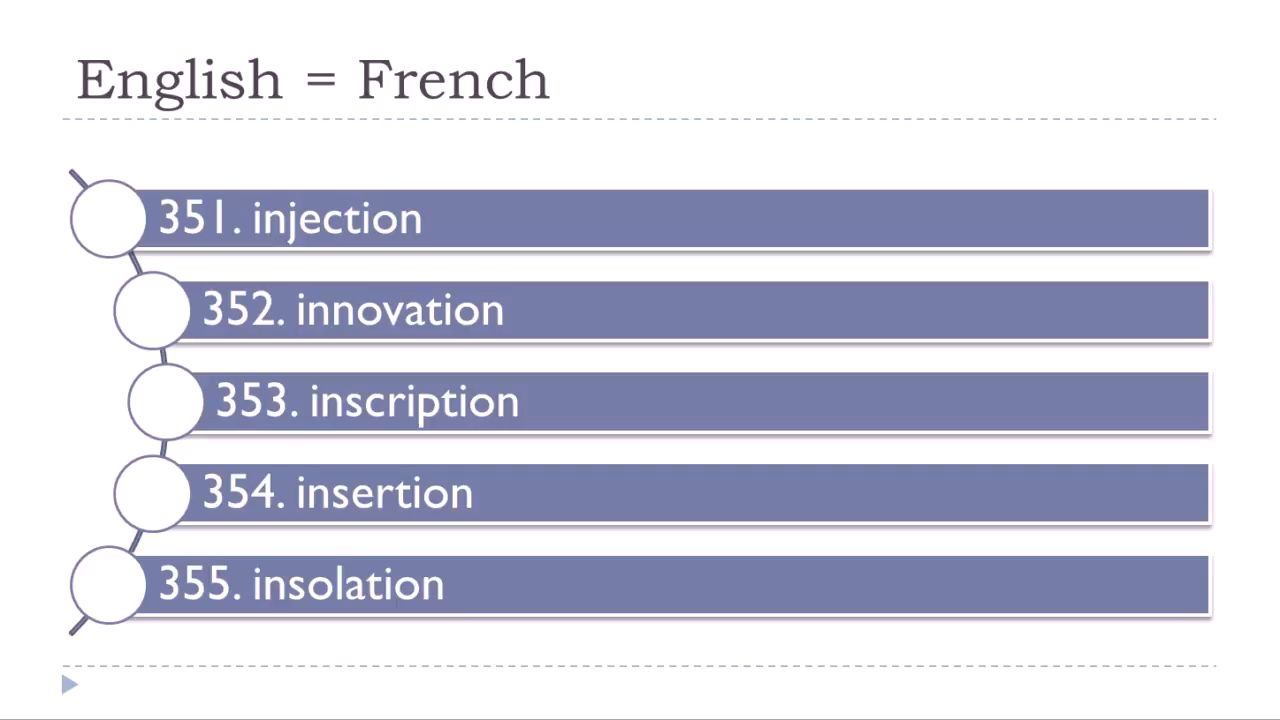 English = French
351. injection
352. innovation
353. inscription
354. insertion
355. insolation